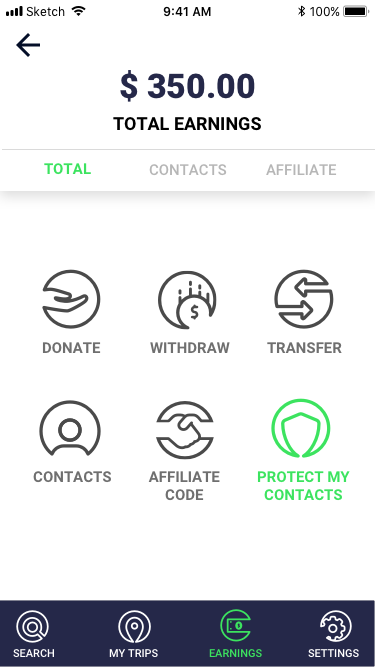 Sketch 9:41 AM 100%
$ 350.00
TOTAL EARNINGS
TOTAL CONTACTS AFFILIATE
DONATE WITHDRAW TRANSFER
CONTACTS AFFILIATE PROTECT MY
CODE CONTACTS
SEARCH MY TRIPS EARNINGS SETTINGS